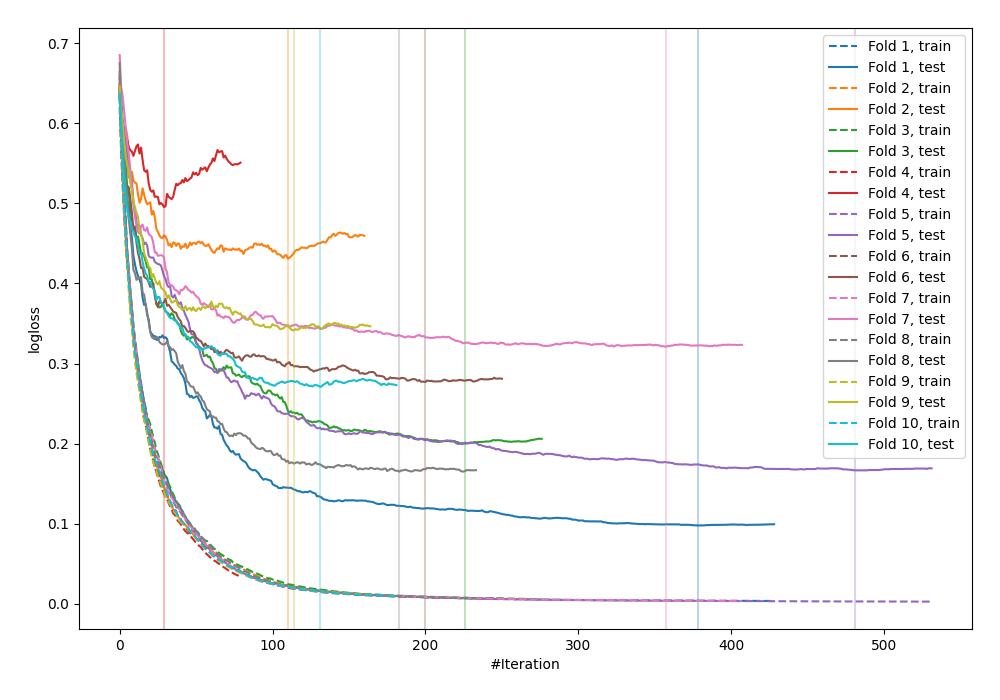 0.7
0.6
0.5
0.4
0.3
0.2
0.1
0.0
logloss
0
100
200
300
400
500
#Iteration
Fold 1, train
Fold 1, test
Fold 2, train
Fold 2, test
Fold 3, train
Fold 3, test
Fold 4, train
Fold 4, test
Fold 5, train
Fold 5, test
Fold 6, train
Fold 6, test
Fold 7, train
Fold 7, test
Fold 8, train
Fold 8, test
Fold 9, train
Fold 9, test
Fold 10, train
Fold 10, test